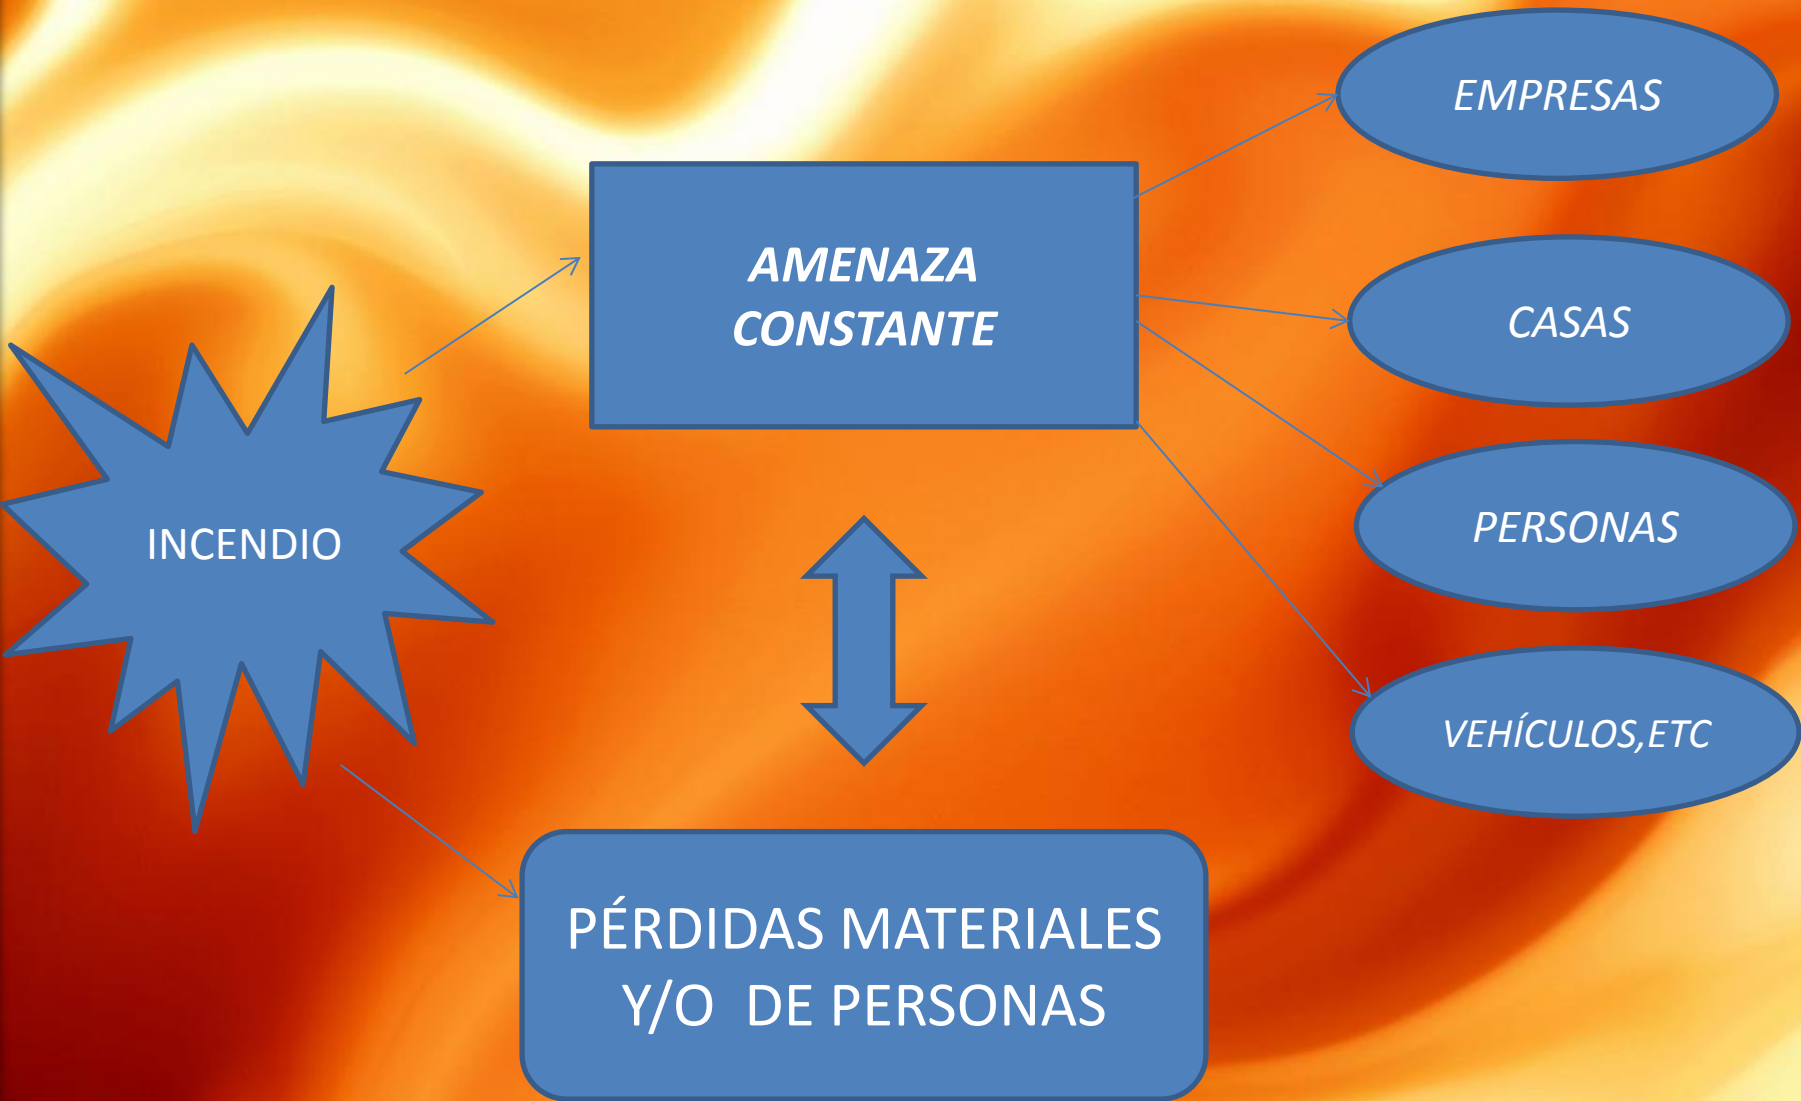 INCENDIO
AMENAZA
CONSTANTE
EMPRESAS
CASAS
PERSONAS
VEHÍCULOS,ETC
PÉRDIDAS MATERIALES
Y/O  DE PERSONAS